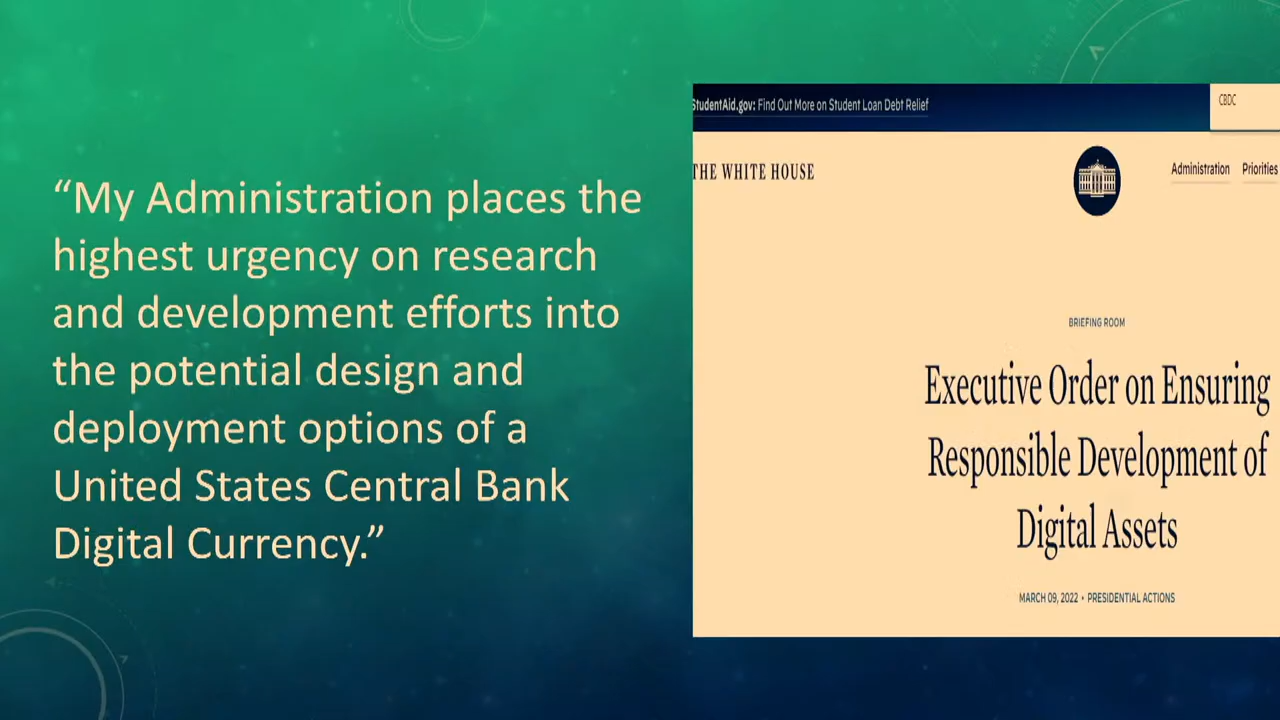 “My Administration places the
highest urgency on research
and development efforts into
the potential design and
deployment options of a
United States Central Bank
Digital Currency.”
StudentAid.gov: Find Out More on Student Loan Debt Relief
CBDC
THE WHITE HOUSE
Administration Priorities
BRIEFING ROOM
Executive Order on Ensuring
Responsible Development of
Digital Assets
MARCH 09, 2022 • PRESIDENTIAL ACTIONS